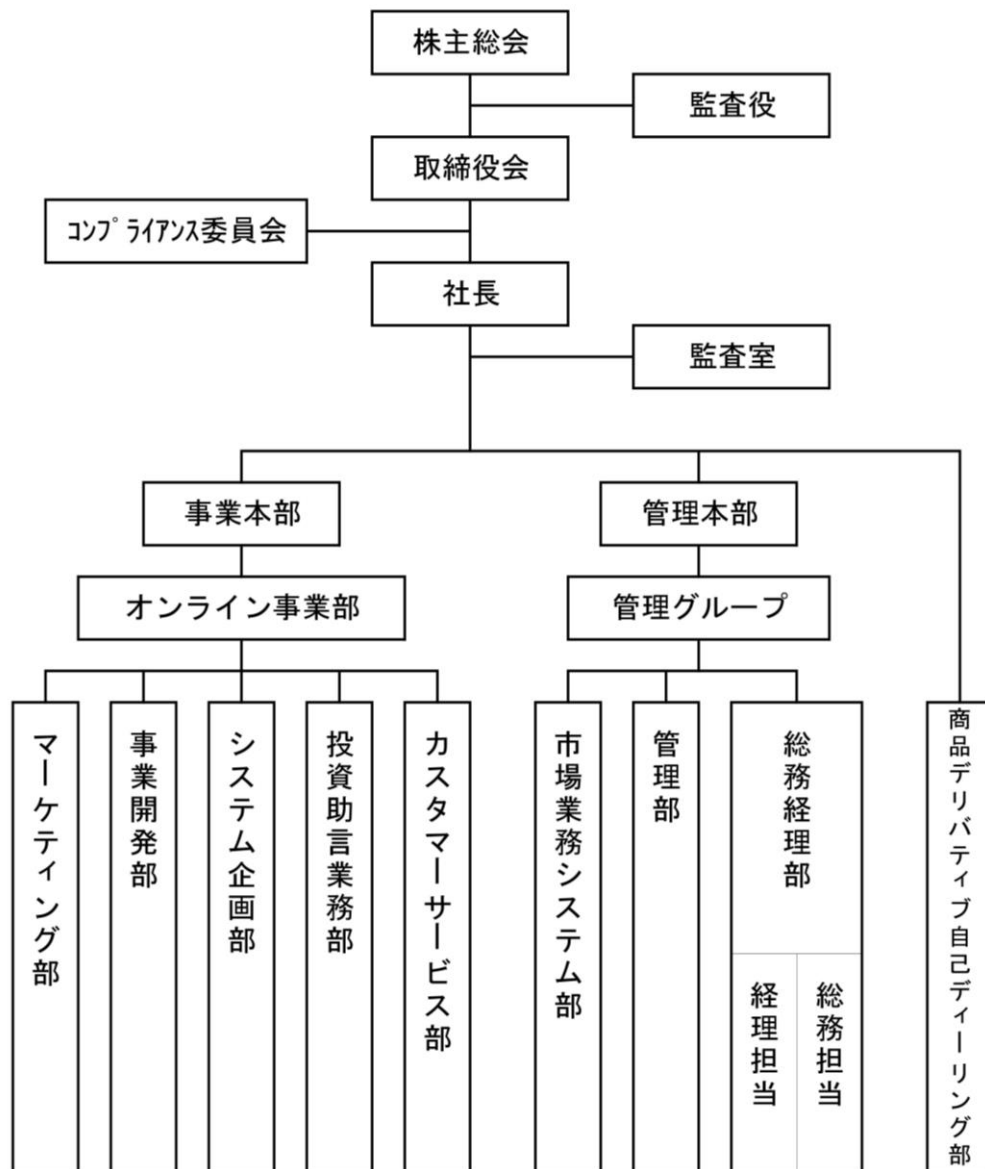 株主総会
監査役
取締役会
ｺﾝﾌﾟﾗｲｱﾝｽ委員会
社長
監査室
事業本部
管理本部
オンライン事業部
管理グループ
マーケティング部
事業開発部
システム企画部
投資助言業務部
カスタマーサービス部
市場業務システム部
管理部
総務経理部
経理担当
総務担当
商品デリバティブ自己ディーリング部